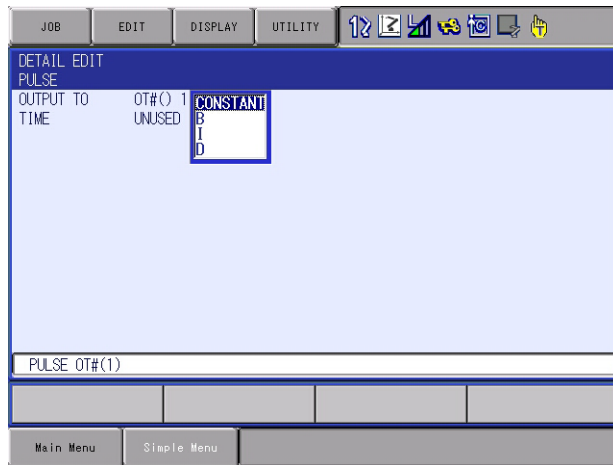 JOB EDIT DISPLAY UTILITY
DETAIL EDIT
PULSE
OUTPUT TO OT#() 1 CONSTANT
TIME UNUSED B
I
D
PULSE OT#(1)
Main Menu Simple Menu